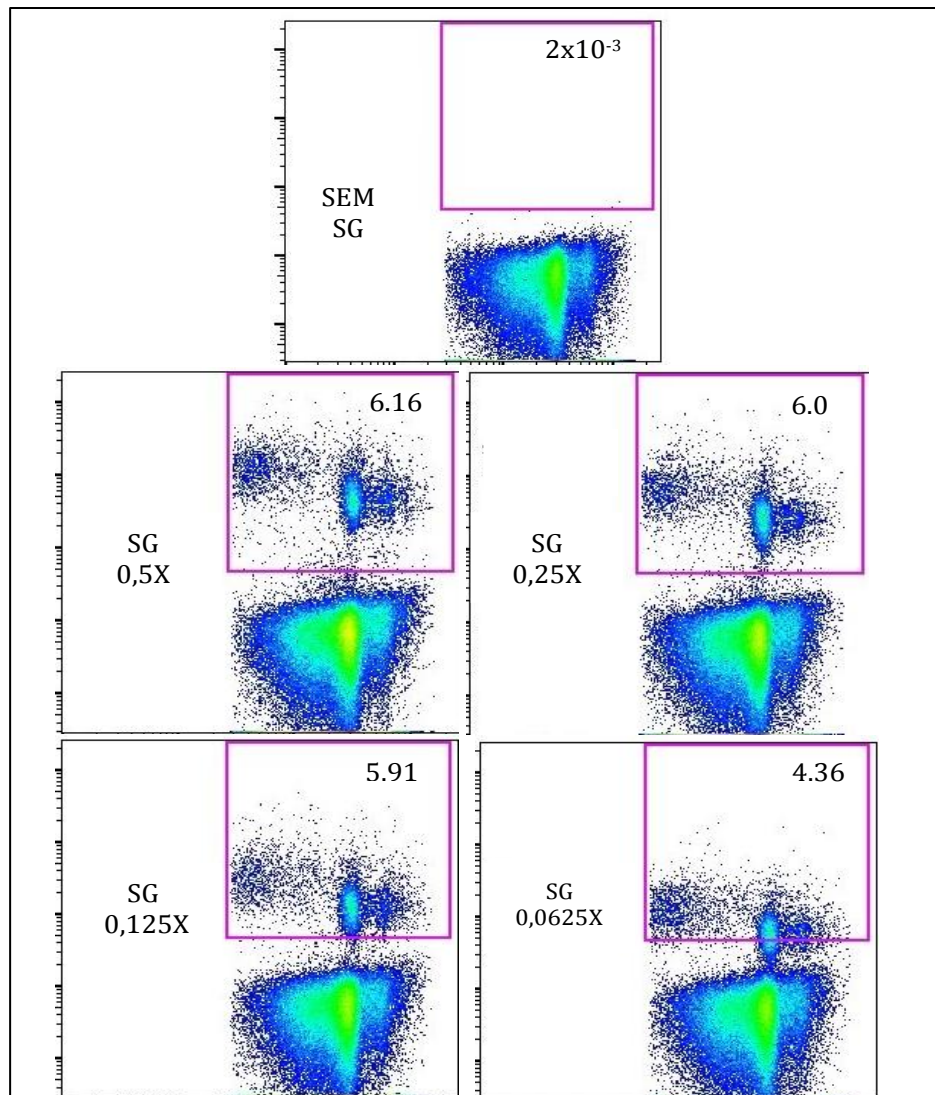 2x10⁻³
SEM
SG
6.16
SG
0,5X
6.0
SG
0,25X
5.91
SG
0,125X
4.36
SG
0,0625X